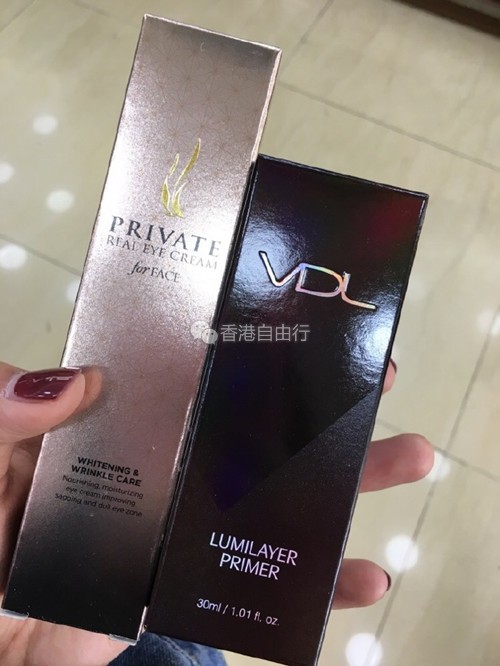 PRIVATE
REAL EYE CREAM
for FACE
WHITENING &
WRINKLE CARE
Nourishing, moisturizing
eye cream improving
and dull eye zone
VDL
LUMILAYER
PRIMER
30ml / 1.01 fl. oz.
香港自由行